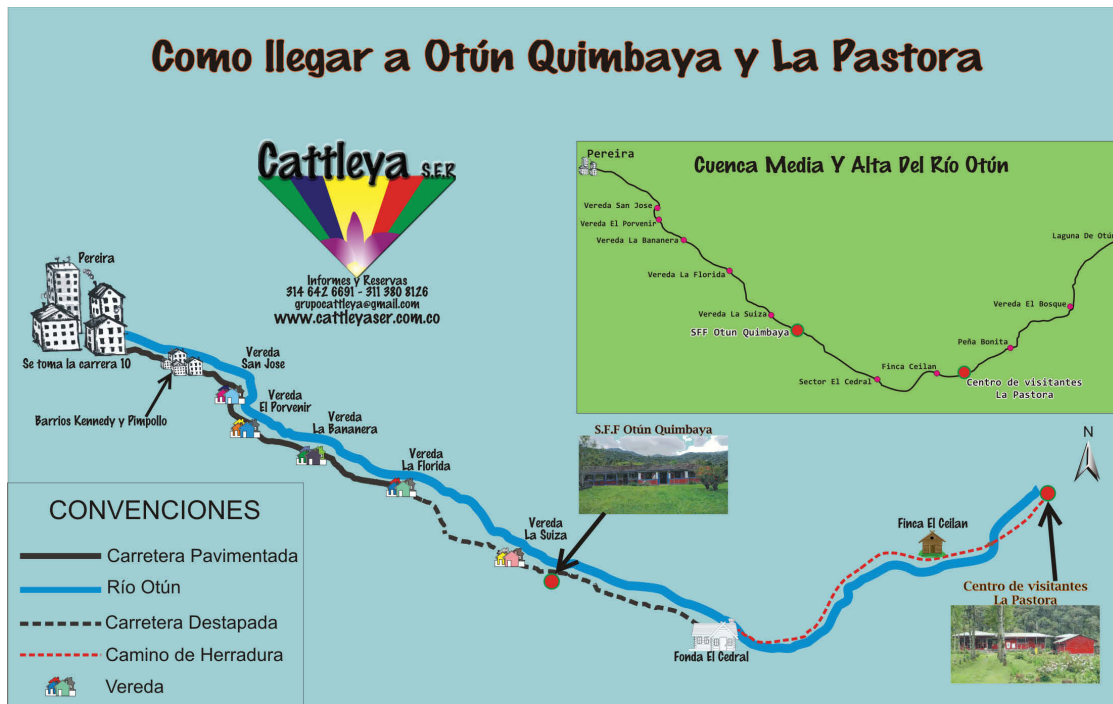 Como llegar a Otún Quimbaya y La Pastora
Cattleya S.E.R
Informes y Reservas
314 642 6691 - 311 380 8126
grupocattleya@gmail.com
www.cattleyaser.com.co
Cuenca Media Y Alta Del Río Otún
Pereira
Vereda San Jose
Vereda El Porvenir
Vereda La Bananera
Vereda La Florida
Vereda La Suiza
SFF Otun Quimbaya
Sector El Cedral
Finca Ceilan
Centro de visitantes
La Pastora
Peña Bonita
Vereda El Bosque
Laguna De Otún
Pereira
Se toma la carrera 10
Barrios Kennedy y Pimpollo
Vereda
San Jose
Vereda
El Porvenir
Vereda
La Bananera
Vereda
La Florida
Vereda
La Suiza
S.F.F Otún Quimbaya
Fonda El Cedral
Finca El Ceilan
N
Centro de visitantes
La Pastora
CONVENCIONES
Carretera Pavimentada
Río Otún
Carretera Destapada
Camino de Herradura
Vereda